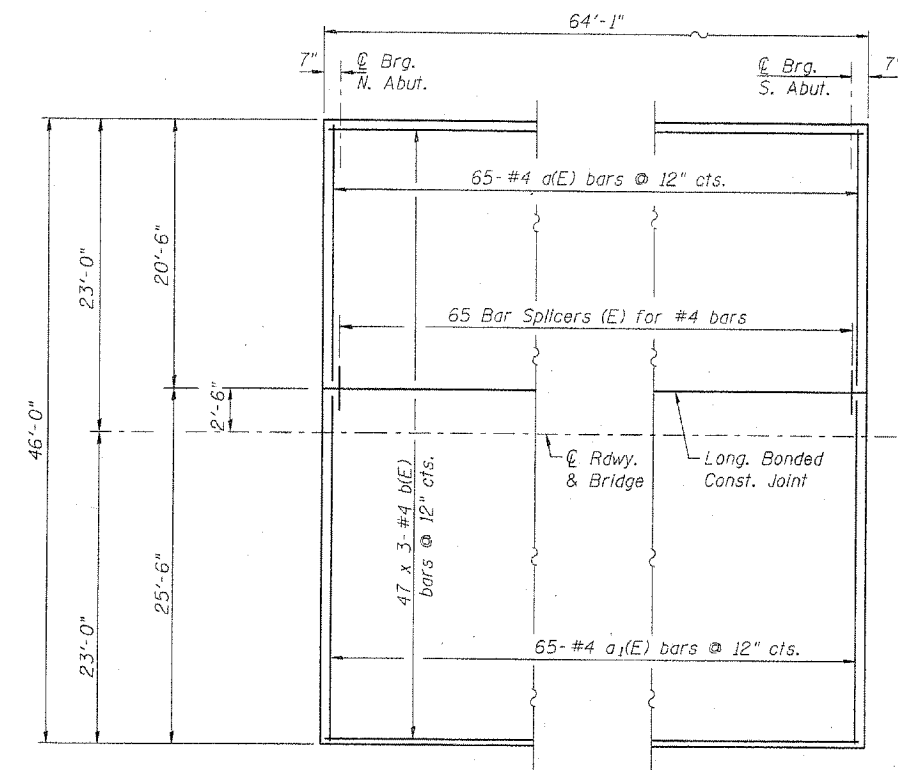 64'-1"
7"
℄ Brg.
N. Abut.
℄ Brg.
S. Abut.
7"
65-#4 a(E) bars @ 12" cts.
65 Bar Splicers (E) for #4 bars
46'-0"
23'-0"
20'-6"
2'-6"
℄ Rdwy.
& Bridge
Long. Bonded
Const. Joint
47 x 3-#4 b(E)
bars @ 12" cts.
23'-0"
25'-6"
65-#4 a₁(E) bars @ 12" cts.